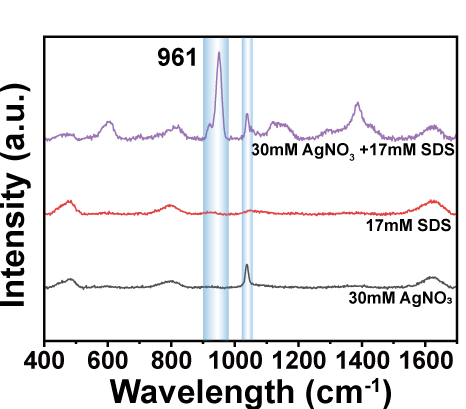 961
Intensity (a.u.)
30mM AgNO₃ +17mM SDS
17mM SDS
30mM AgNO₃
400 600 800 1000 1200 1400 1600
Wavelength (cm⁻¹)